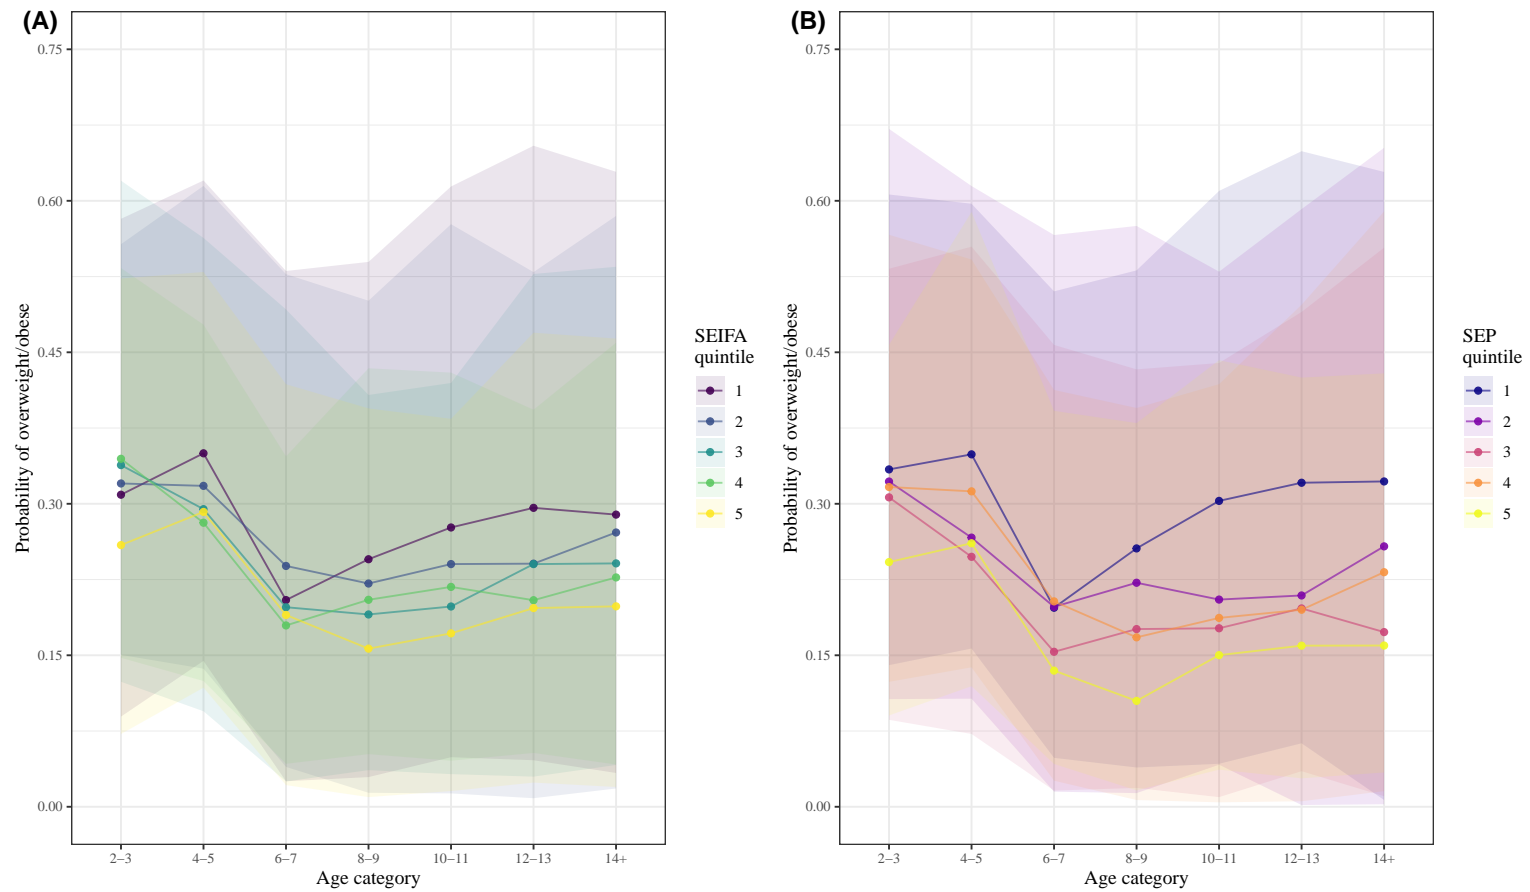 (A)
Probability of overweight/obese
0.75
0.60
0.45
0.30
0.15
0.00
2–3 4–5 6–7 8–9 10–11 12–13 14+
Age category
SEIFA
quintile
1
2
3
4
5
(B)
Probability of overweight/obese
0.75
0.60
0.45
0.30
0.15
0.00
2–3 4–5 6–7 8–9 10–11 12–13 14+
Age category
SEP
quintile
1
2
3
4
5